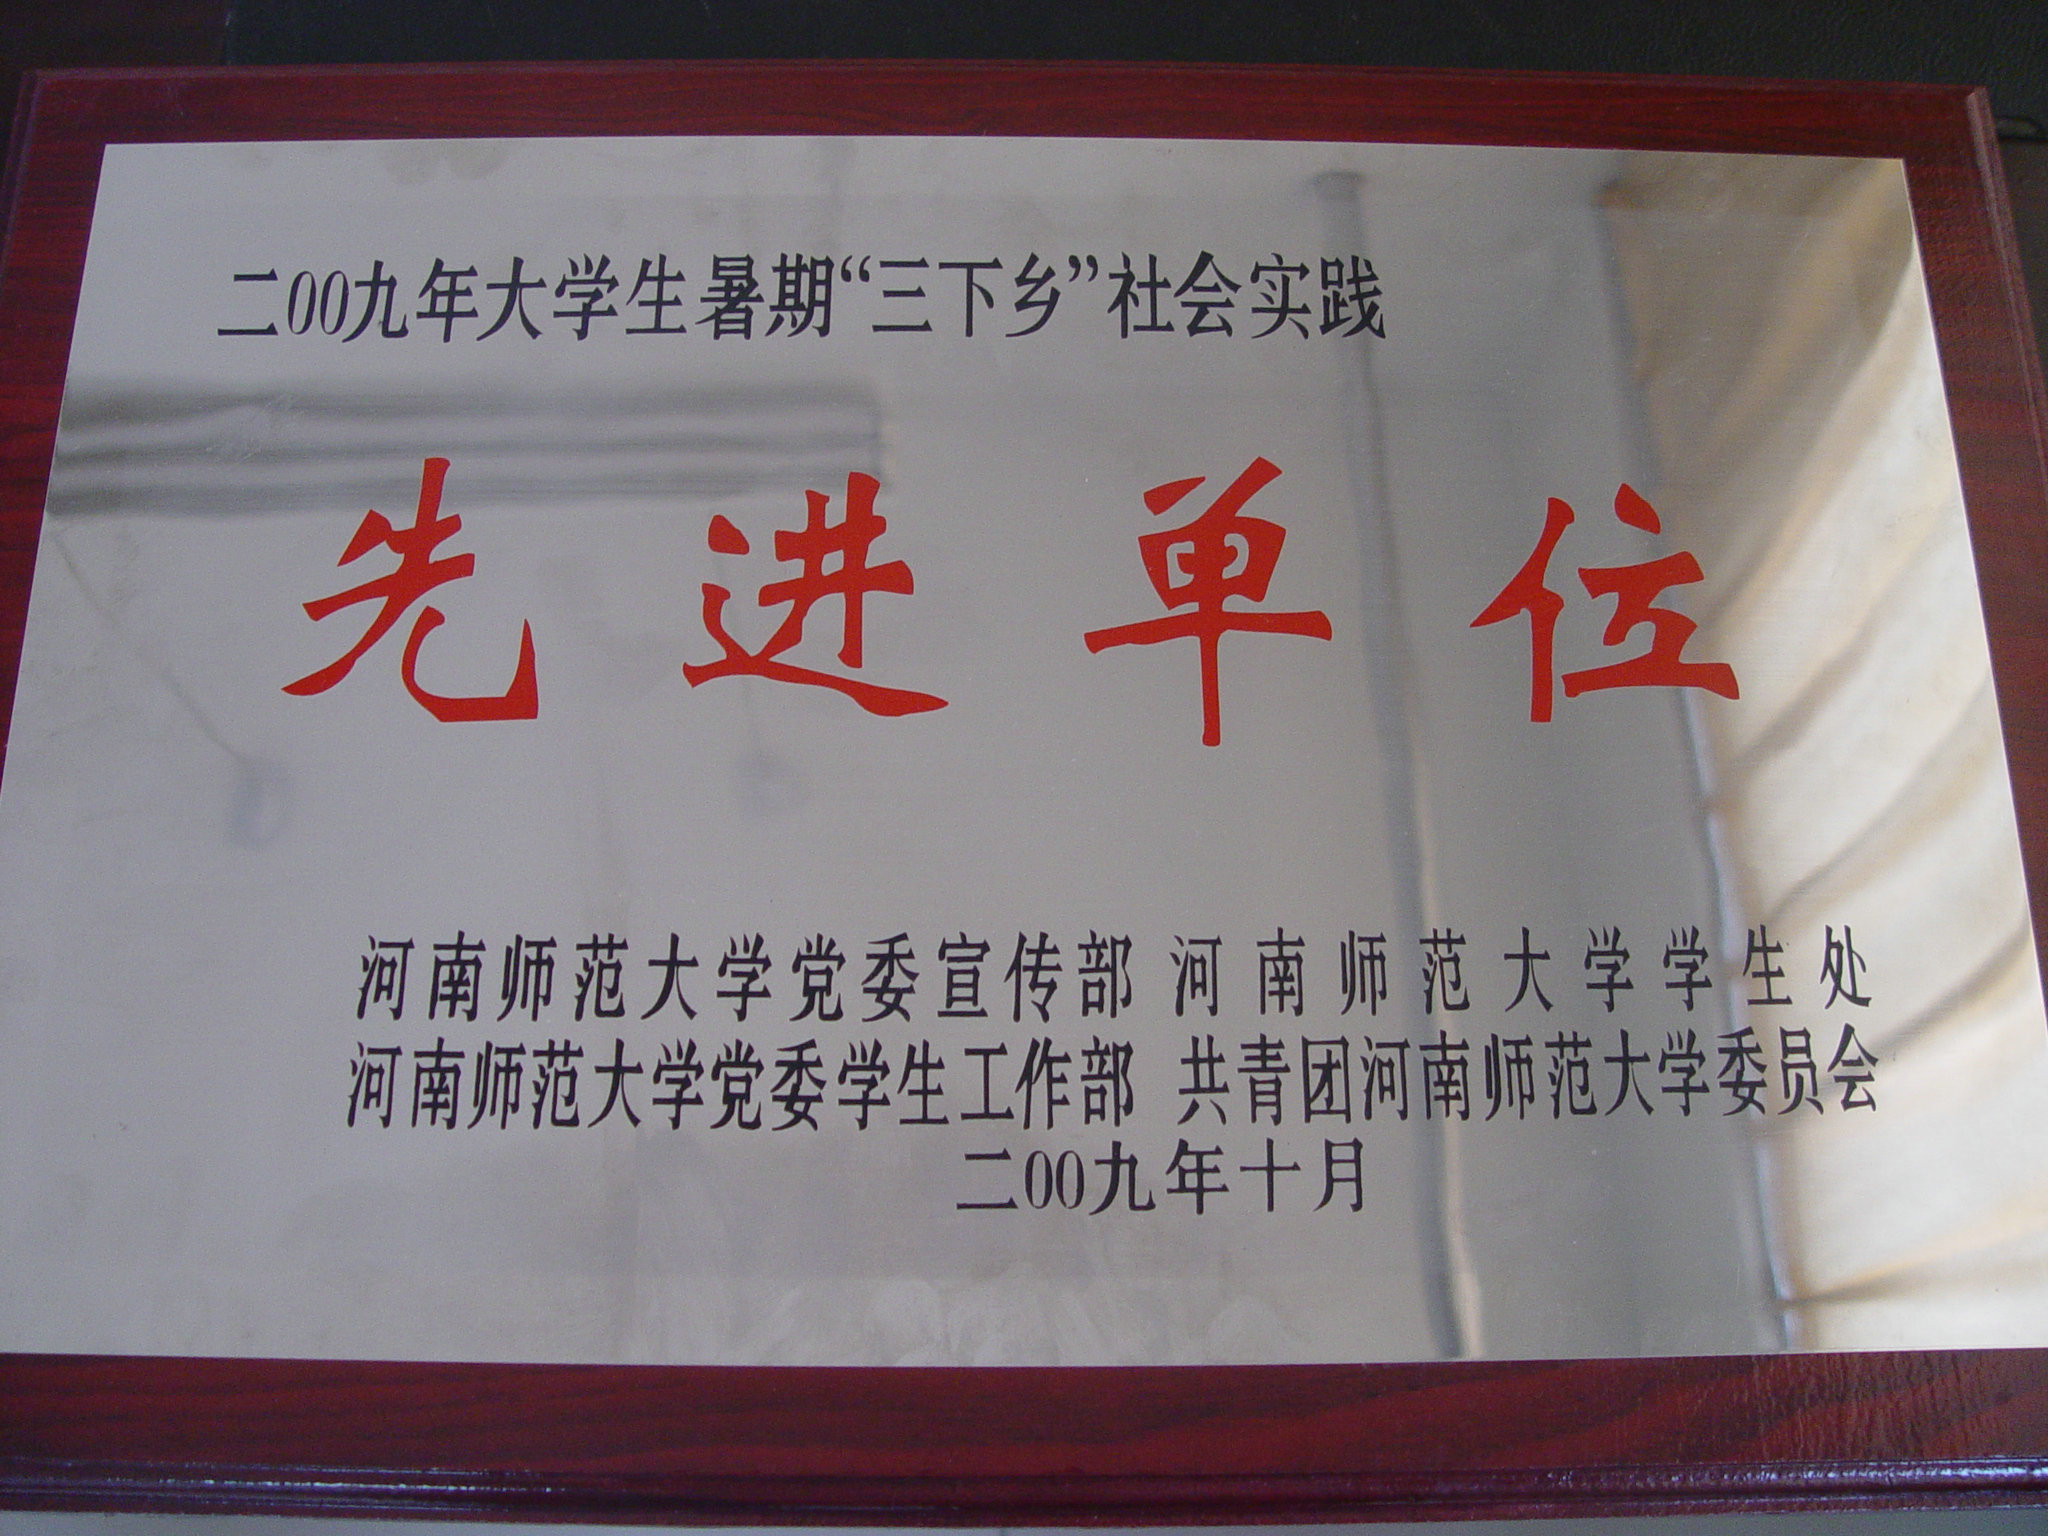 二00九年大学生暑期“三下乡”社会实践
先进单位
河南师范大学党委宣传部 河南师范大学学生处
河南师范大学党委学生工作部 共青团河南师范大学委员会
二00九年十月